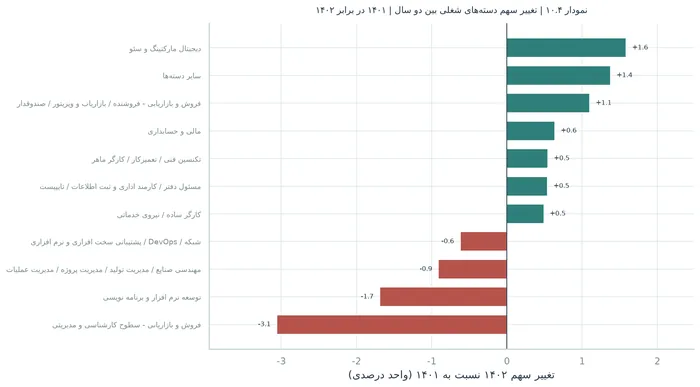 نمودار ۱۰.۴ | تغییر سهم دسته‌های شغلی بین دو سال | ۱۴۰۱ در برابر ۱۴۰۲
دیجیتال مارکتینگ و سئو
+1.6
سایر دسته‌ها
+1.4
فروش و بازاریابی - فروشنده / بازاریاب و ویزیتور / صندوقدار
+1.1
مالی و حسابداری
+0.6
تکنسین فنی / تعمیرکار / کارگر ماهر
+0.5
مسئول دفتر / کارمند اداری و ثبت اطلاعات / تایپیست
+0.5
کارگر ساده / نیروی خدماتی
+0.5
شبکه / DevOps / پشتیبانی سخت افزاری و نرم افزاری
-0.6
مهندسی صنایع / مدیریت تولید / مدیریت پروژه / مدیریت عملیات
-0.9
توسعه نرم افزار و برنامه نویسی
-1.7
فروش و بازاریابی - سطوح کارشناسی و مدیریتی
-3.1
-3 -2 -1 0 1 2
تغییر سهم ۱۴۰۲ نسبت به ۱۴۰۱ (واحد درصدی)